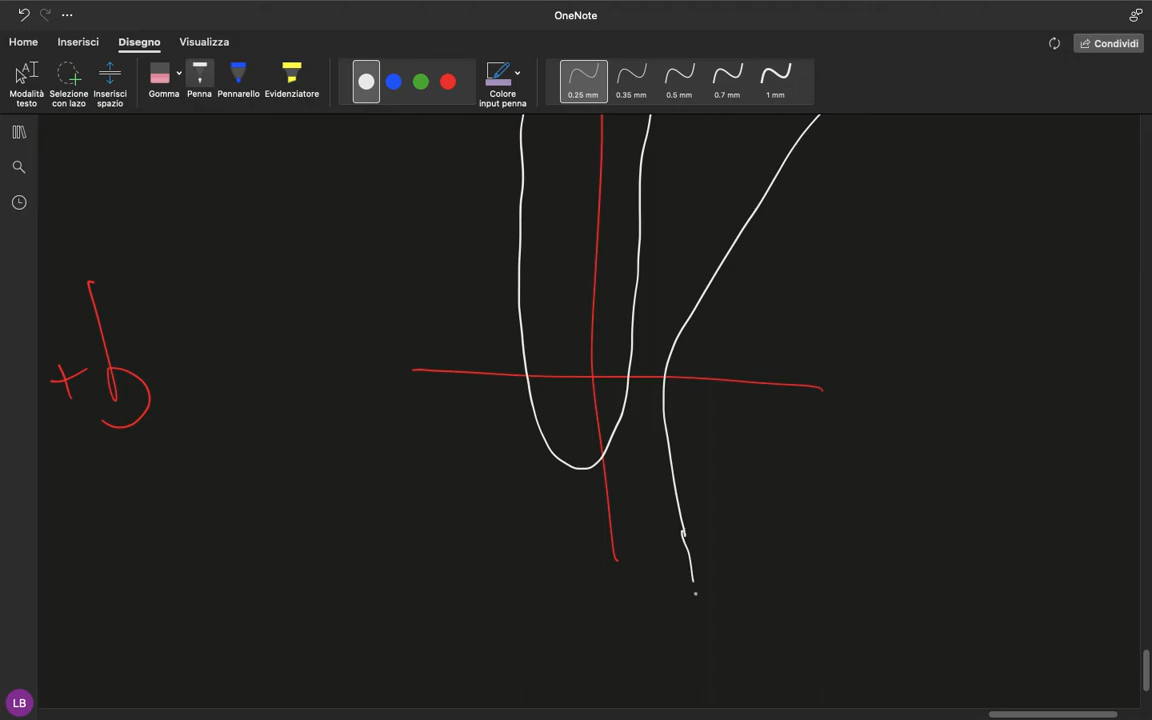 OneNote
Home Inserisci Disegno Visualizza
Condividi
Modalità testo
Selezione con lazo
Inserisci spazio
Gomma
Penna
Pennarello
Evidenziatore
Colore input penna
0.25 mm
0.35 mm
0.5 mm
0.7 mm
1 mm
LB